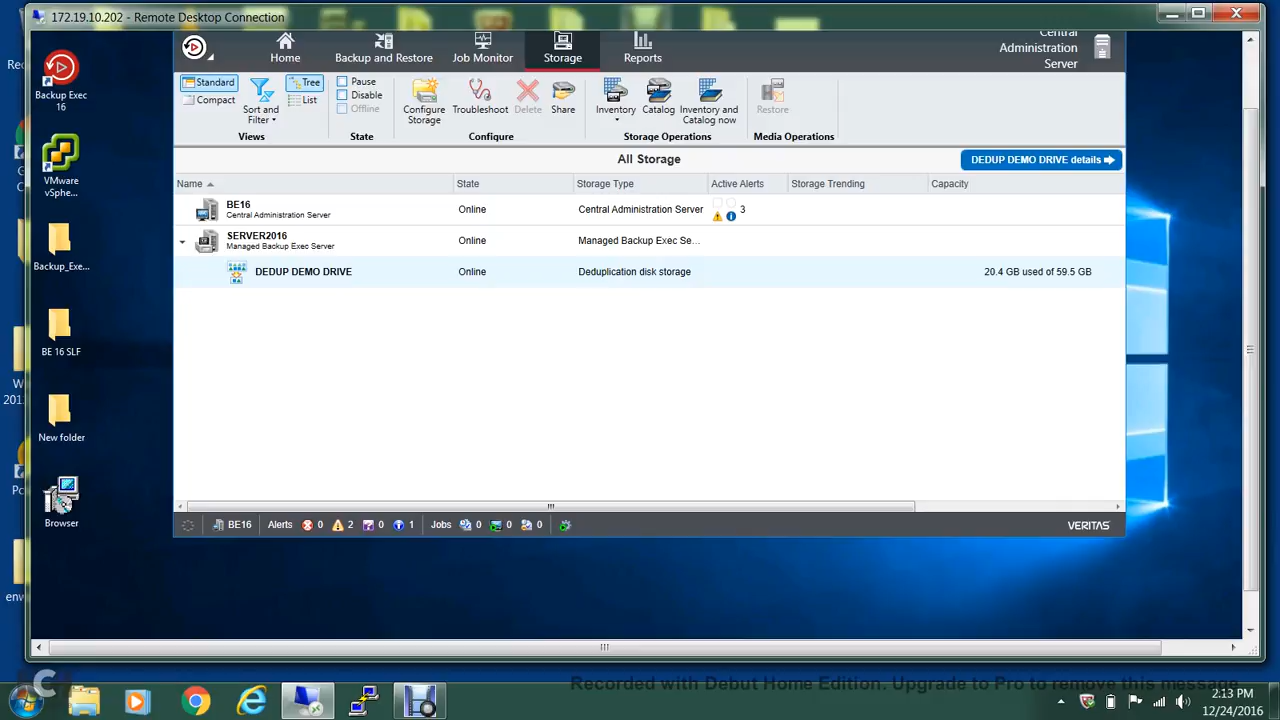 172.19.10.202 - Remote Desktop Connection
Backup Exec
16
VMware
vSphe...
Backup_Exe...
BE 16 SLF
New folder
Browser
Home
Backup and Restore
Job Monitor
Storage
Reports
Central
Administration
Server
Standard
Compact
Sort and
Filter
Tree
List
Views
Pause
Disable
Offline
State
Configure
Storage
Troubleshoot
Delete
Share
Configure
Inventory
Catalog
Inventory and
Catalog now
Storage Operations
Restore
Media Operations
All Storage
DEDUP DEMO DRIVE details
Name State Storage Type Active Alerts Storage Trending Capacity
BE16
Central Administration Server
Online Central Administration Server 3
SERVER2016
Managed Backup Exec Server
Online Managed Backup Exec Se...
DEDUP DEMO DRIVE Online Deduplication disk storage 20.4 GB used of 59.5 GB
BE16 Alerts 0 2 0 1 Jobs 0 0 0
VERITAS
Recorded with Debut Home Edition. Upgrade to Pro to remove this message
2:13 PM
12/24/2016